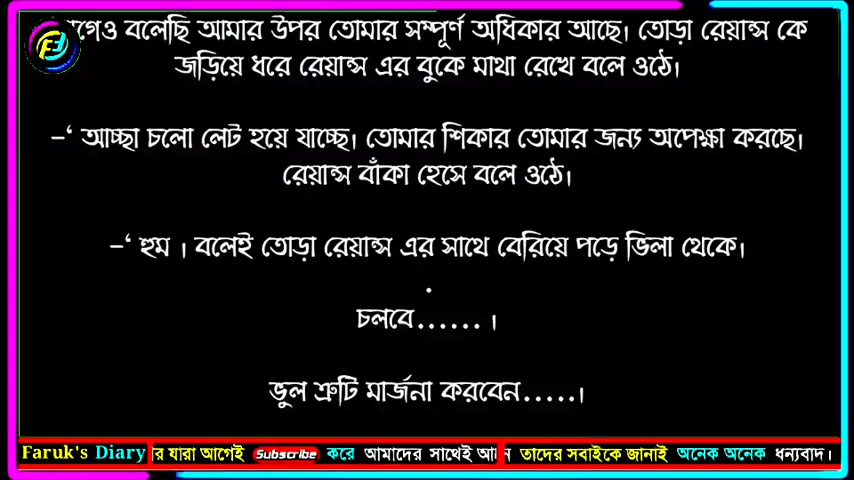 বলেছি আমার উপর তোমার সম্পূর্ণ অধিকার আছে। তোড়া রেয়ান্স কে
জড়িয়ে ধরে রেয়ান্স এর বুকে মাথা রেখে বলে ওঠে।
–‘ আচ্ছা চলো লেট হয়ে যাচ্ছে। তোমার শিকার তোমার জন্য অপেক্ষা করছে।
রেয়ান্স বাঁকা হেসে বলে ওঠে।
–‘ হুম । বলেই তোড়া রেয়ান্স এর সাথে বেরিয়ে পড়ে ভিলা থেকে।
.
চলবে...... ।
ভুল ত্রুটি মার্জনা করবেন.....।
Faruk's Diary যারা আগেই Subscribe করে আমাদের সাথেই তাদের সবাইকে জানাই অনেক অনেক ধন্যবাদ।